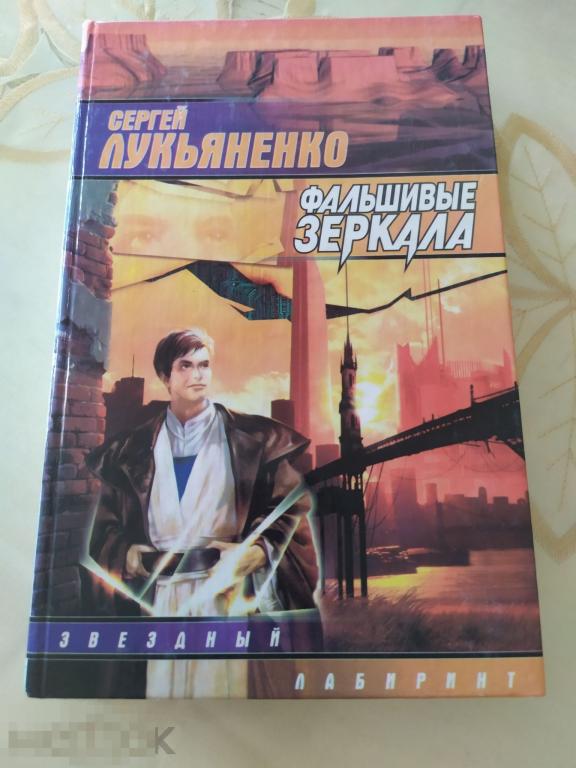 СЕРГЕЙ
ЛУКЬЯНЕНКО
ФАЛЬШИВЫЕ
ЗЕРКАЛА
ЗВЕЗДНЫЙ
ЛАБИРИНТ